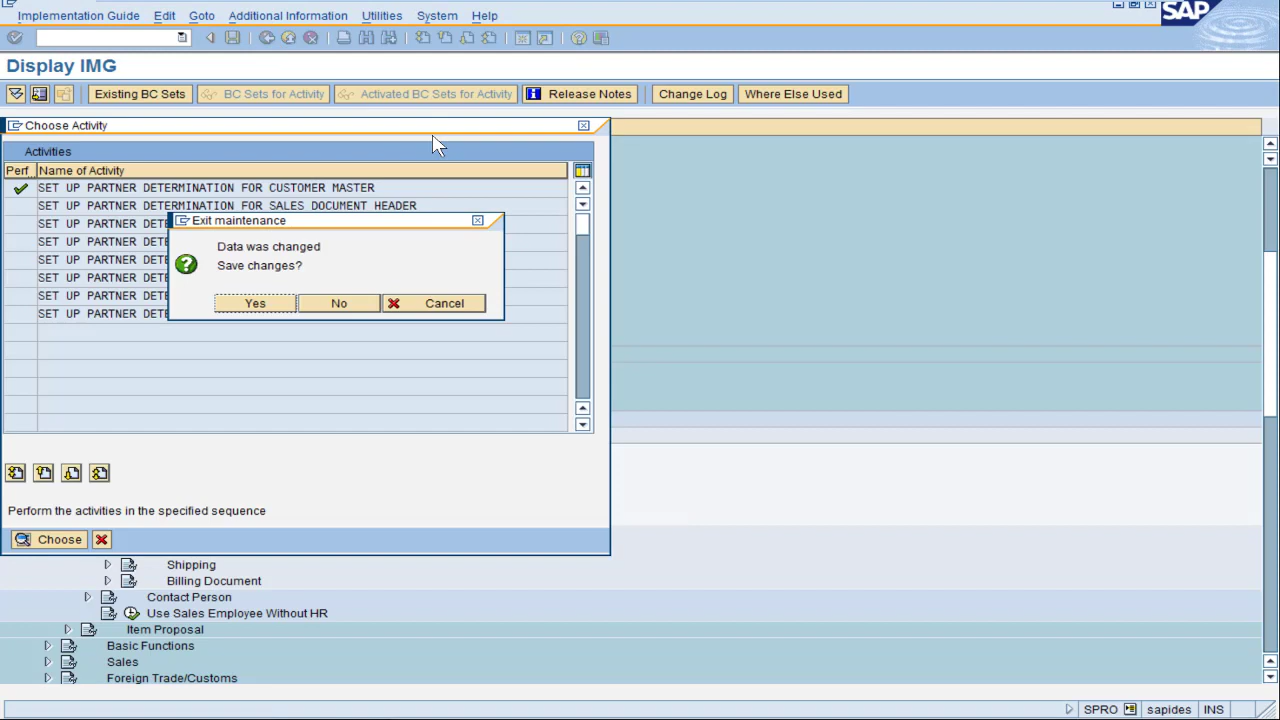 Implementation Guide Edit Goto Additional Information Utilities System Help
SAP
Display IMG
Existing BC Sets BC Sets for Activity Activated BC Sets for Activity Release Notes Change Log Where Else Used
Choose Activity
Activities
Perf... Name of Activity
SET UP PARTNER DETERMINATION FOR CUSTOMER MASTER
SET UP PARTNER DETERMINATION FOR SALES DOCUMENT HEADER
SET UP PARTNER DETE
SET UP PARTNER DETE
SET UP PARTNER DETE
SET UP PARTNER DETE
SET UP PARTNER DETE
SET UP PARTNER DETE
Exit maintenance
Data was changed
Save changes?
Yes No Cancel
Perform the activities in the specified sequence
Choose
Shipping
Billing Document
Contact Person
Use Sales Employee Without HR
Item Proposal
Basic Functions
Sales
Foreign Trade/Customs
SPRO sapides INS